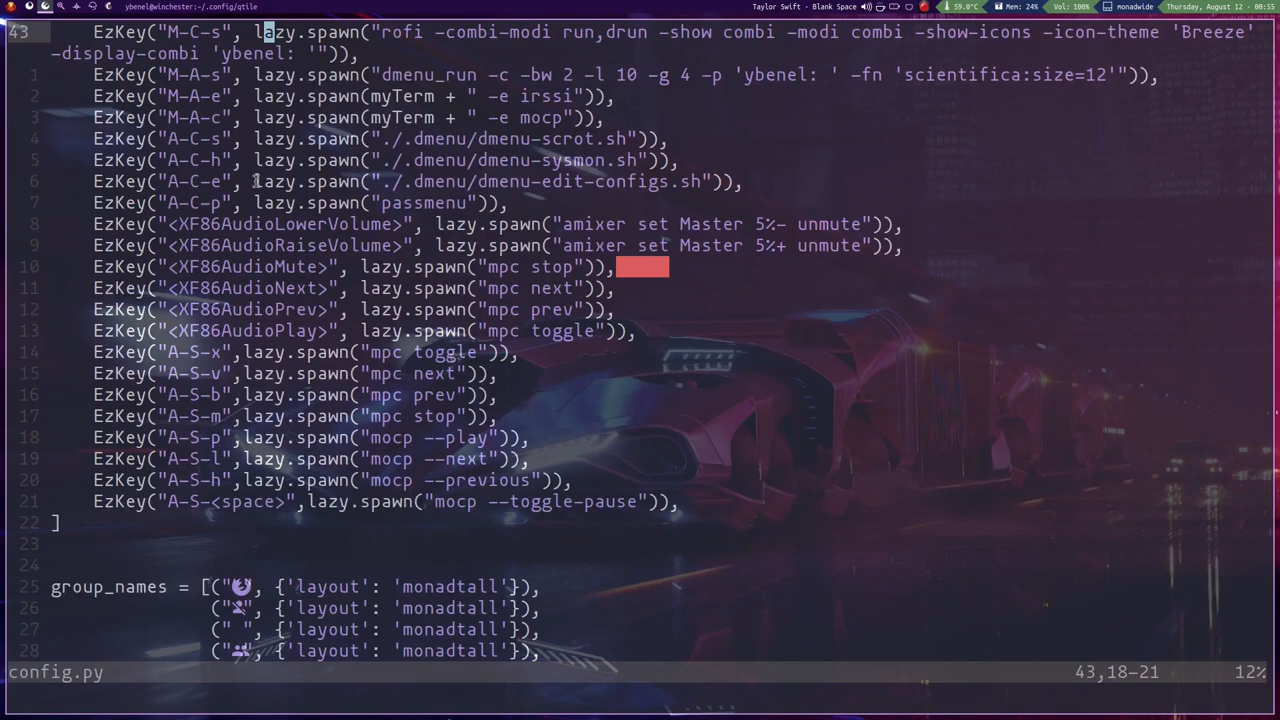 ybenel@winchester:~/.config/qtile
Taylor Swift - Blank Space
59.0°C
Mem: 24%
Vol: 100%
monadwide
Thursday, August 12 - 00:55
43 EzKey("M-C-s", lazy.spawn("rofi -combi-modi run,drun -show combi -modi combi -show-icons -icon-theme 'Breeze'
-display-combi 'ybenel: '")),
1 EzKey("M-A-s", lazy.spawn("dmenu_run -c -bw 2 -l 10 -g 4 -p 'ybenel: ' -fn 'scientifica:size=12'")),
2 EzKey("M-A-e", lazy.spawn(myTerm + " -e irssi")),
3 EzKey("M-A-c", lazy.spawn(myTerm + " -e mocp")),
4 EzKey("A-C-s", lazy.spawn("./.dmenu/dmenu-scrot.sh")),
5 EzKey("A-C-h", lazy.spawn("./.dmenu/dmenu-sysmon.sh")),
6 EzKey("A-C-e", lazy.spawn("./.dmenu/dmenu-edit-configs.sh")),
7 EzKey("A-C-p", lazy.spawn("passmenu")),
8 EzKey("<XF86AudioLowerVolume>", lazy.spawn("amixer set Master 5%- unmute")),
9 EzKey("<XF86AudioRaiseVolume>", lazy.spawn("amixer set Master 5%+ unmute")),
10 EzKey("<XF86AudioMute>", lazy.spawn("mpc stop")),
11 EzKey("<XF86AudioNext>", lazy.spawn("mpc next")),
12 EzKey("<XF86AudioPrev>", lazy.spawn("mpc prev")),
13 EzKey("<XF86AudioPlay>", lazy.spawn("mpc toggle")),
14 EzKey("A-S-x",lazy.spawn("mpc toggle")),
15 EzKey("A-S-v",lazy.spawn("mpc next")),
16 EzKey("A-S-b",lazy.spawn("mpc prev")),
17 EzKey("A-S-m",lazy.spawn("mpc stop")),
18 EzKey("A-S-p",lazy.spawn("mocp --play")),
19 EzKey("A-S-l",lazy.spawn("mocp --next")),
20 EzKey("A-S-h",lazy.spawn("mocp --previous")),
21 EzKey("A-S-<space>",lazy.spawn("mocp --toggle-pause")),
22 ]
23
24
25 group_names = [("", {'layout': 'monadtall'}),
26 ("", {'layout': 'monadtall'}),
27 (" ", {'layout': 'monadtall'}),
28 ("", {'layout': 'monadtall'}),
config.py 43,18-21 12%